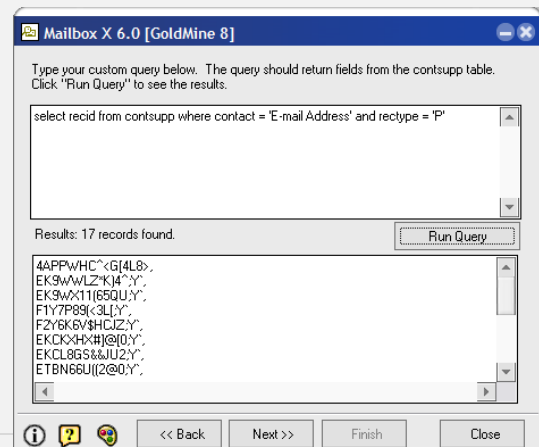 Mailbox X 6.0 [GoldMine 8]
Type your custom query below. The query should return fields from the contsupp table.
Click "Run Query" to see the results.
select recid from contsupp where contact = 'E-mail Address' and rectype = 'P'
Results: 17 records found.
Run Query
4APPWHC^<G[4L8>,
EK9WWLZ*K)4^;Y`,
EK9WX11(65QU;Y`,
F1Y7P89(<3L[;Y`,
F2Y6K6V$HCJZ;Y`,
EKCKXHX#]@[0;Y`,
EKCL8GS&&JU2;Y`,
ETBN66U((2@0;Y`,
<< Back
Next >>
Finish
Close